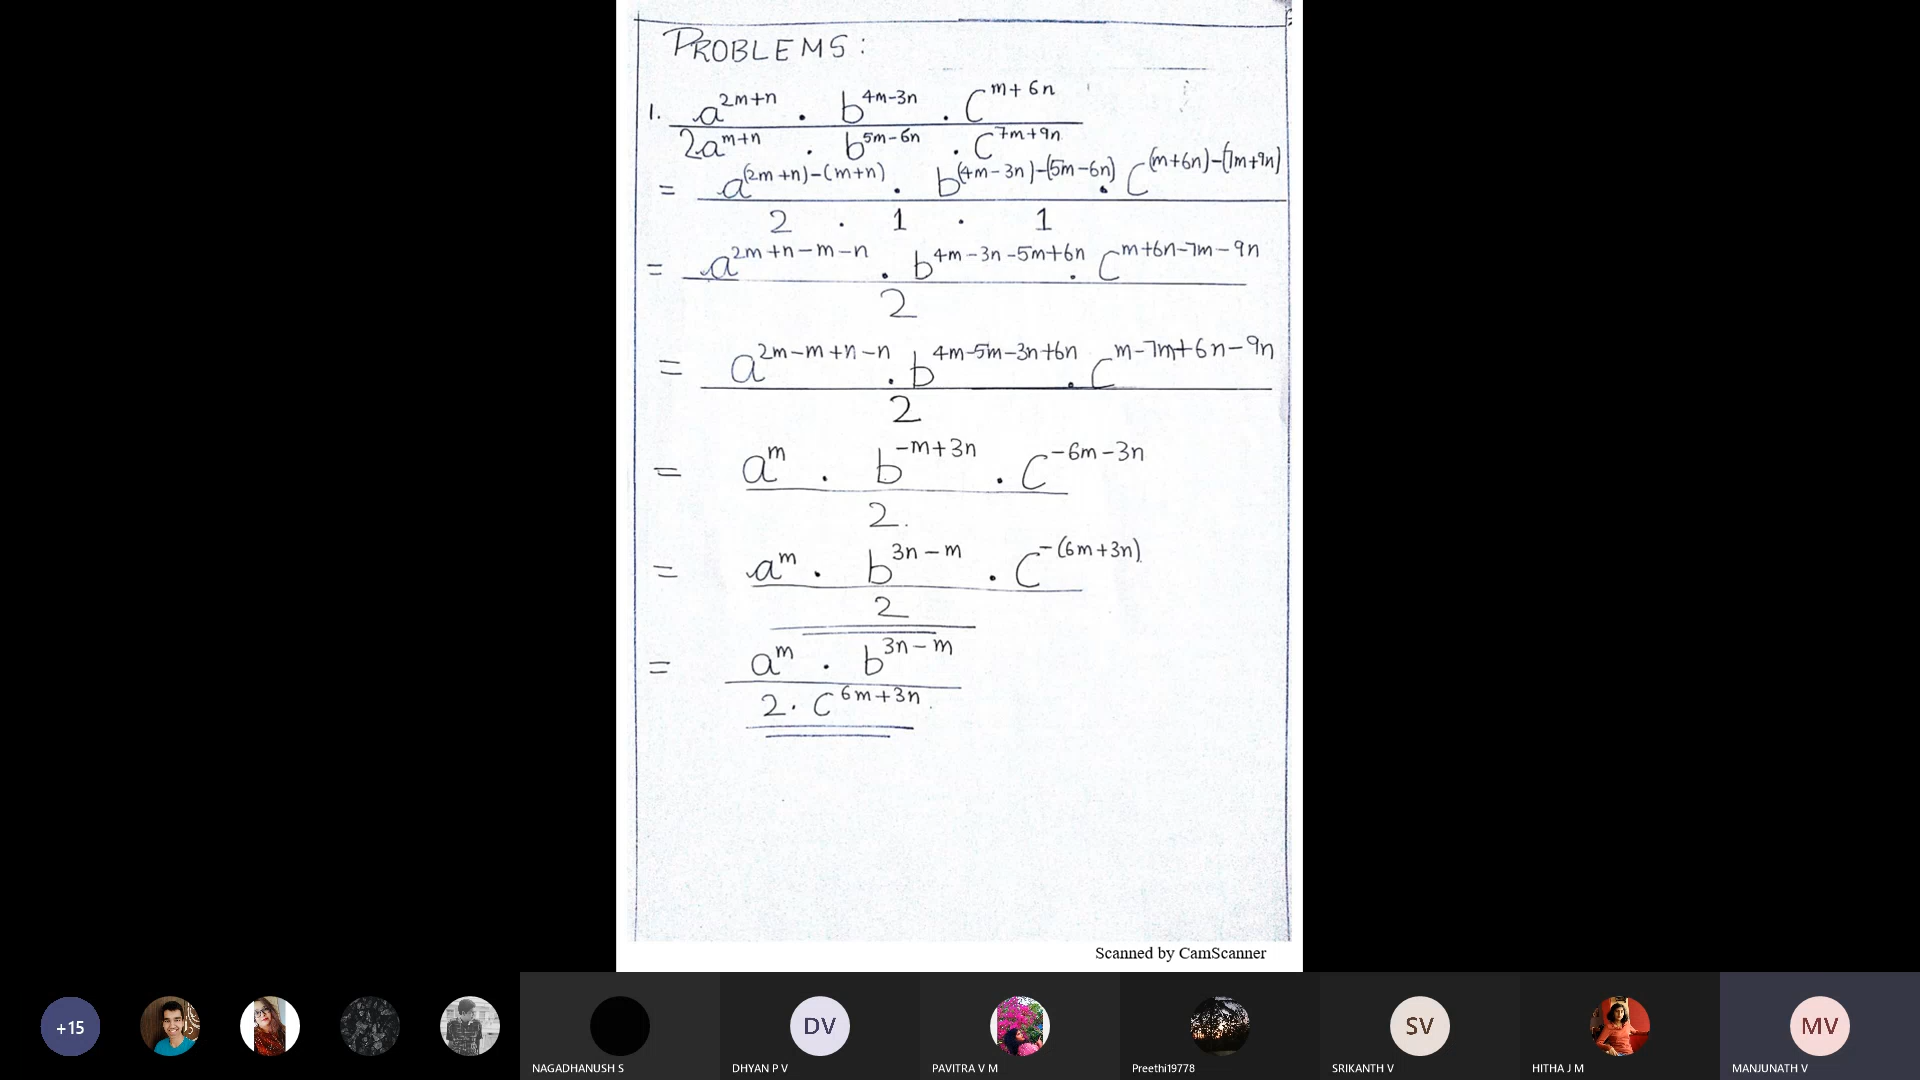 PROBLEMS:
1. a^{2m+n} . b^{4m-3n} . c^{m+6n}
2a^{m+n} . b^{5m-6n} . c^{7m+9n}
= a^{(2m+n)-(m+n)} . b^{(4m-3n)-(5m-6n)} . c^{(m+6n)-(7m+9n)}
2 . 1 . 1
= a^{2m+n-m-n} . b^{4m-3n-5m+6n} . c^{m+6n-7m-9n}
2
= a^{2m-m+n-n} . b^{4m-5m-3n+6n} . c^{m-7m+6n-9n}
2
= a^{m} . b^{-m+3n} . c^{-6m-3n}
2.
= a^{m} . b^{3n-m} . c^{-(6m+3n)}
2
= a^{m} . b^{3n-m}
2 . c^{6m+3n}.
Scanned by CamScanner
+15
DV
SV
MV
NAGADHANUSH S
DHYAN P V
PAVITRA V M
Preethi19778
SRIKANTH V
HITHA J M
MANJUNATH V